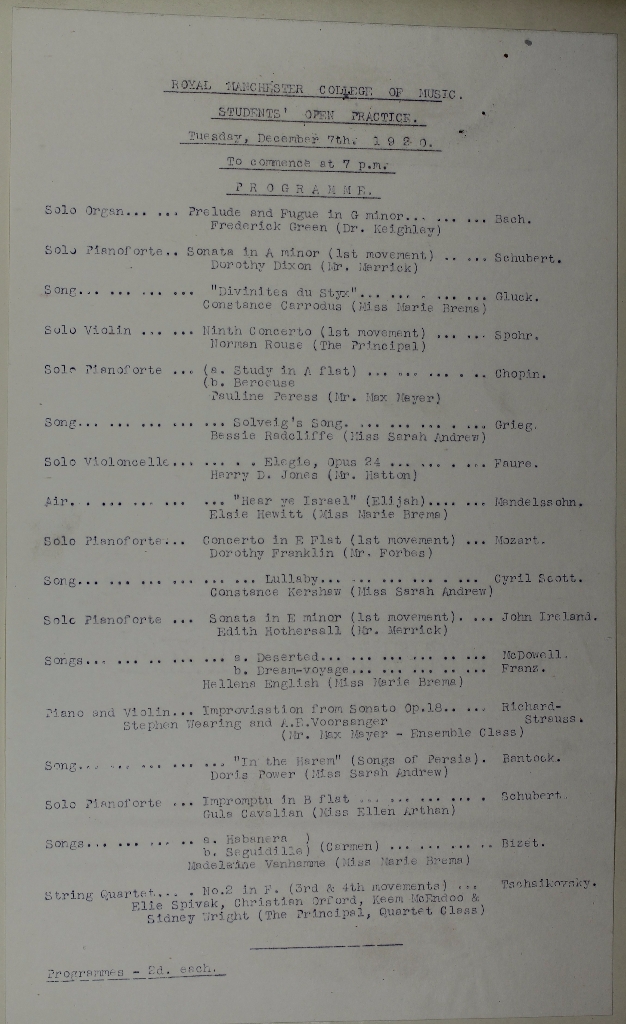 ROYAL MANCHESTER COLLEGE OF MUSIC.
STUDENTS' OPEN PRACTICE.
Tuesday, December 7th. 1920.
To commence at 7 p.m.
PROGRAMME.
Solo Organ... ... Prelude and Fugue in G minor... ... ... Bach.
Frederick Green (Dr. Keighley)
Solo Pianoforte.. Sonata in A minor (1st movement) .. ... Schubert.
Dorothy Dixon (Mr. Merrick)
Song... ... ... ... "Divinites du Styx"... ... . ... ... Gluck.
Constance Carrodus (Miss Marie Brema)
Solo Violin ... ... Ninth Concerto (1st movement) ... ... Spohr.
Norman Rouse (The Principal)
Solo Pianoforte ... (a. Study in A flat) ... ... ... . .. Chopin.
(b. Berceuse
Pauline Peress (Mr. Max Mayer)
Song... ... ... ... ... Solveig's Song. ... ... ... . ... Grieg.
Bessie Radcliffe (Miss Sarah Andrew)
Solo Violoncelle... ... . . Elegie, Opus 24 ... ... . ... Faure.
Harry D. Jones (Mr. Hatton)
Air. . ... ... ... ... "Hear ye Israel" (Elijah).... ... Mendelssohn.
Elsie Hewitt (Miss Marie Brema)
Solo Pianoforte... Concerto in E Flat (1st movement) ... Mozart.
Dorothy Franklin (Mr. Forbes)
Song... ... ... ... ... ... Lullaby... ... ... ... . ... Cyril Scott.
Constance Kershaw (Miss Sarah Andrew)
Solo Pianoforte ... Sonata in E minor (1st movement). ... John Ireland.
Edith Hothersall (Mr. Merrick)
Songs... ... .. ... ... a. Deserted... ... ... ... .. ... McDowell.
b. Dream-voyage... ... ... ... .. ... Franz.
Hellena English (Miss Marie Brema)
Piano and Violin... Improvisation from Sonato Op.18.. ... Richard-
Strauss.
Stephen Wearing and A.E.Voorsanger
(Mr. Max Mayer - Ensemble Class)
Song... ... ... ... ... "In the Harem" (Songs of Persia). Bantock.
Doris Power (Miss Sarah Andrew)
Solo Pianoforte ... Impromptu in B flat ... ... ... ... . Schubert.
Gula Cavalian (Miss Ellen Arthan)
Songs... ... ... .. ... a. Habanera )
b. Seguidille) (Carmen) ... ... ... .. Bizet.
Madeleine Vanhamme (Miss Marie Brema)
String Quartet... . . No.2 in F. (3rd & 4th movements) ... Tschaikovsky.
Elie Spivak, Christian Orford, Keem McEndoo &
Sidney Wright (The Principal, Quartet Class)
Programmes - 2d. each.